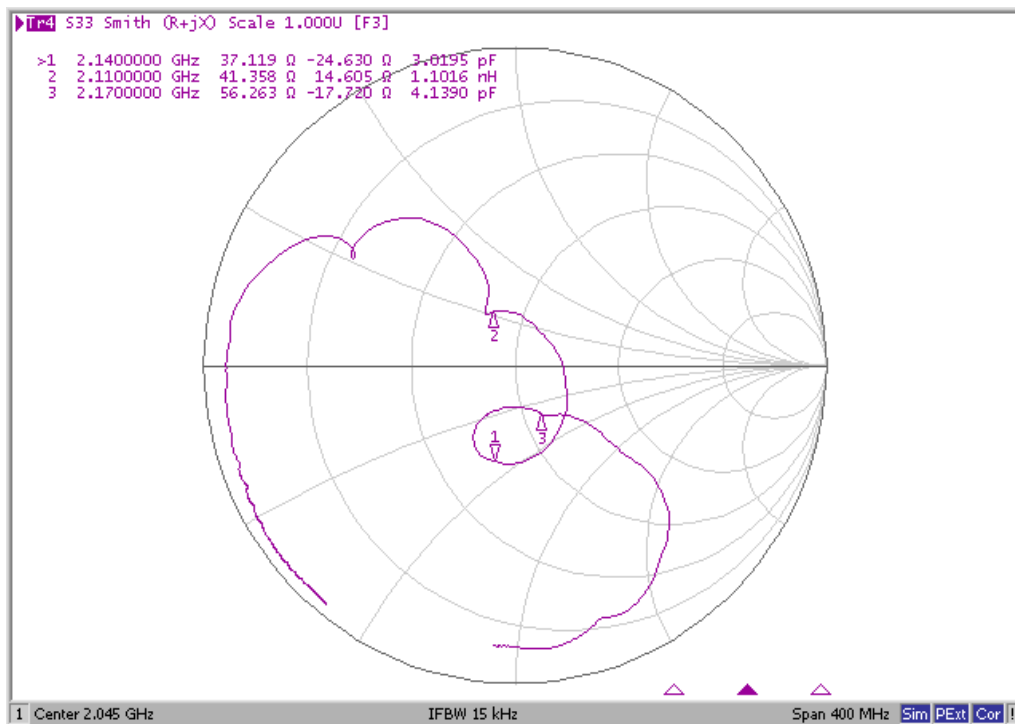 Tr4 S33 Smith (R+jX) Scale 1.000U [F3]
>1 2.1400000 GHz 37.119 Ω -24.630 Ω 3.0195 pF
2 2.1100000 GHz 41.358 Ω 14.605 Ω 1.1016 nH
3 2.1700000 GHz 56.263 Ω -17.720 Ω 4.1390 pF
2
1
3
1 Center 2.045 GHz IFBW 15 kHz Span 400 MHz Sim PExt Cor !